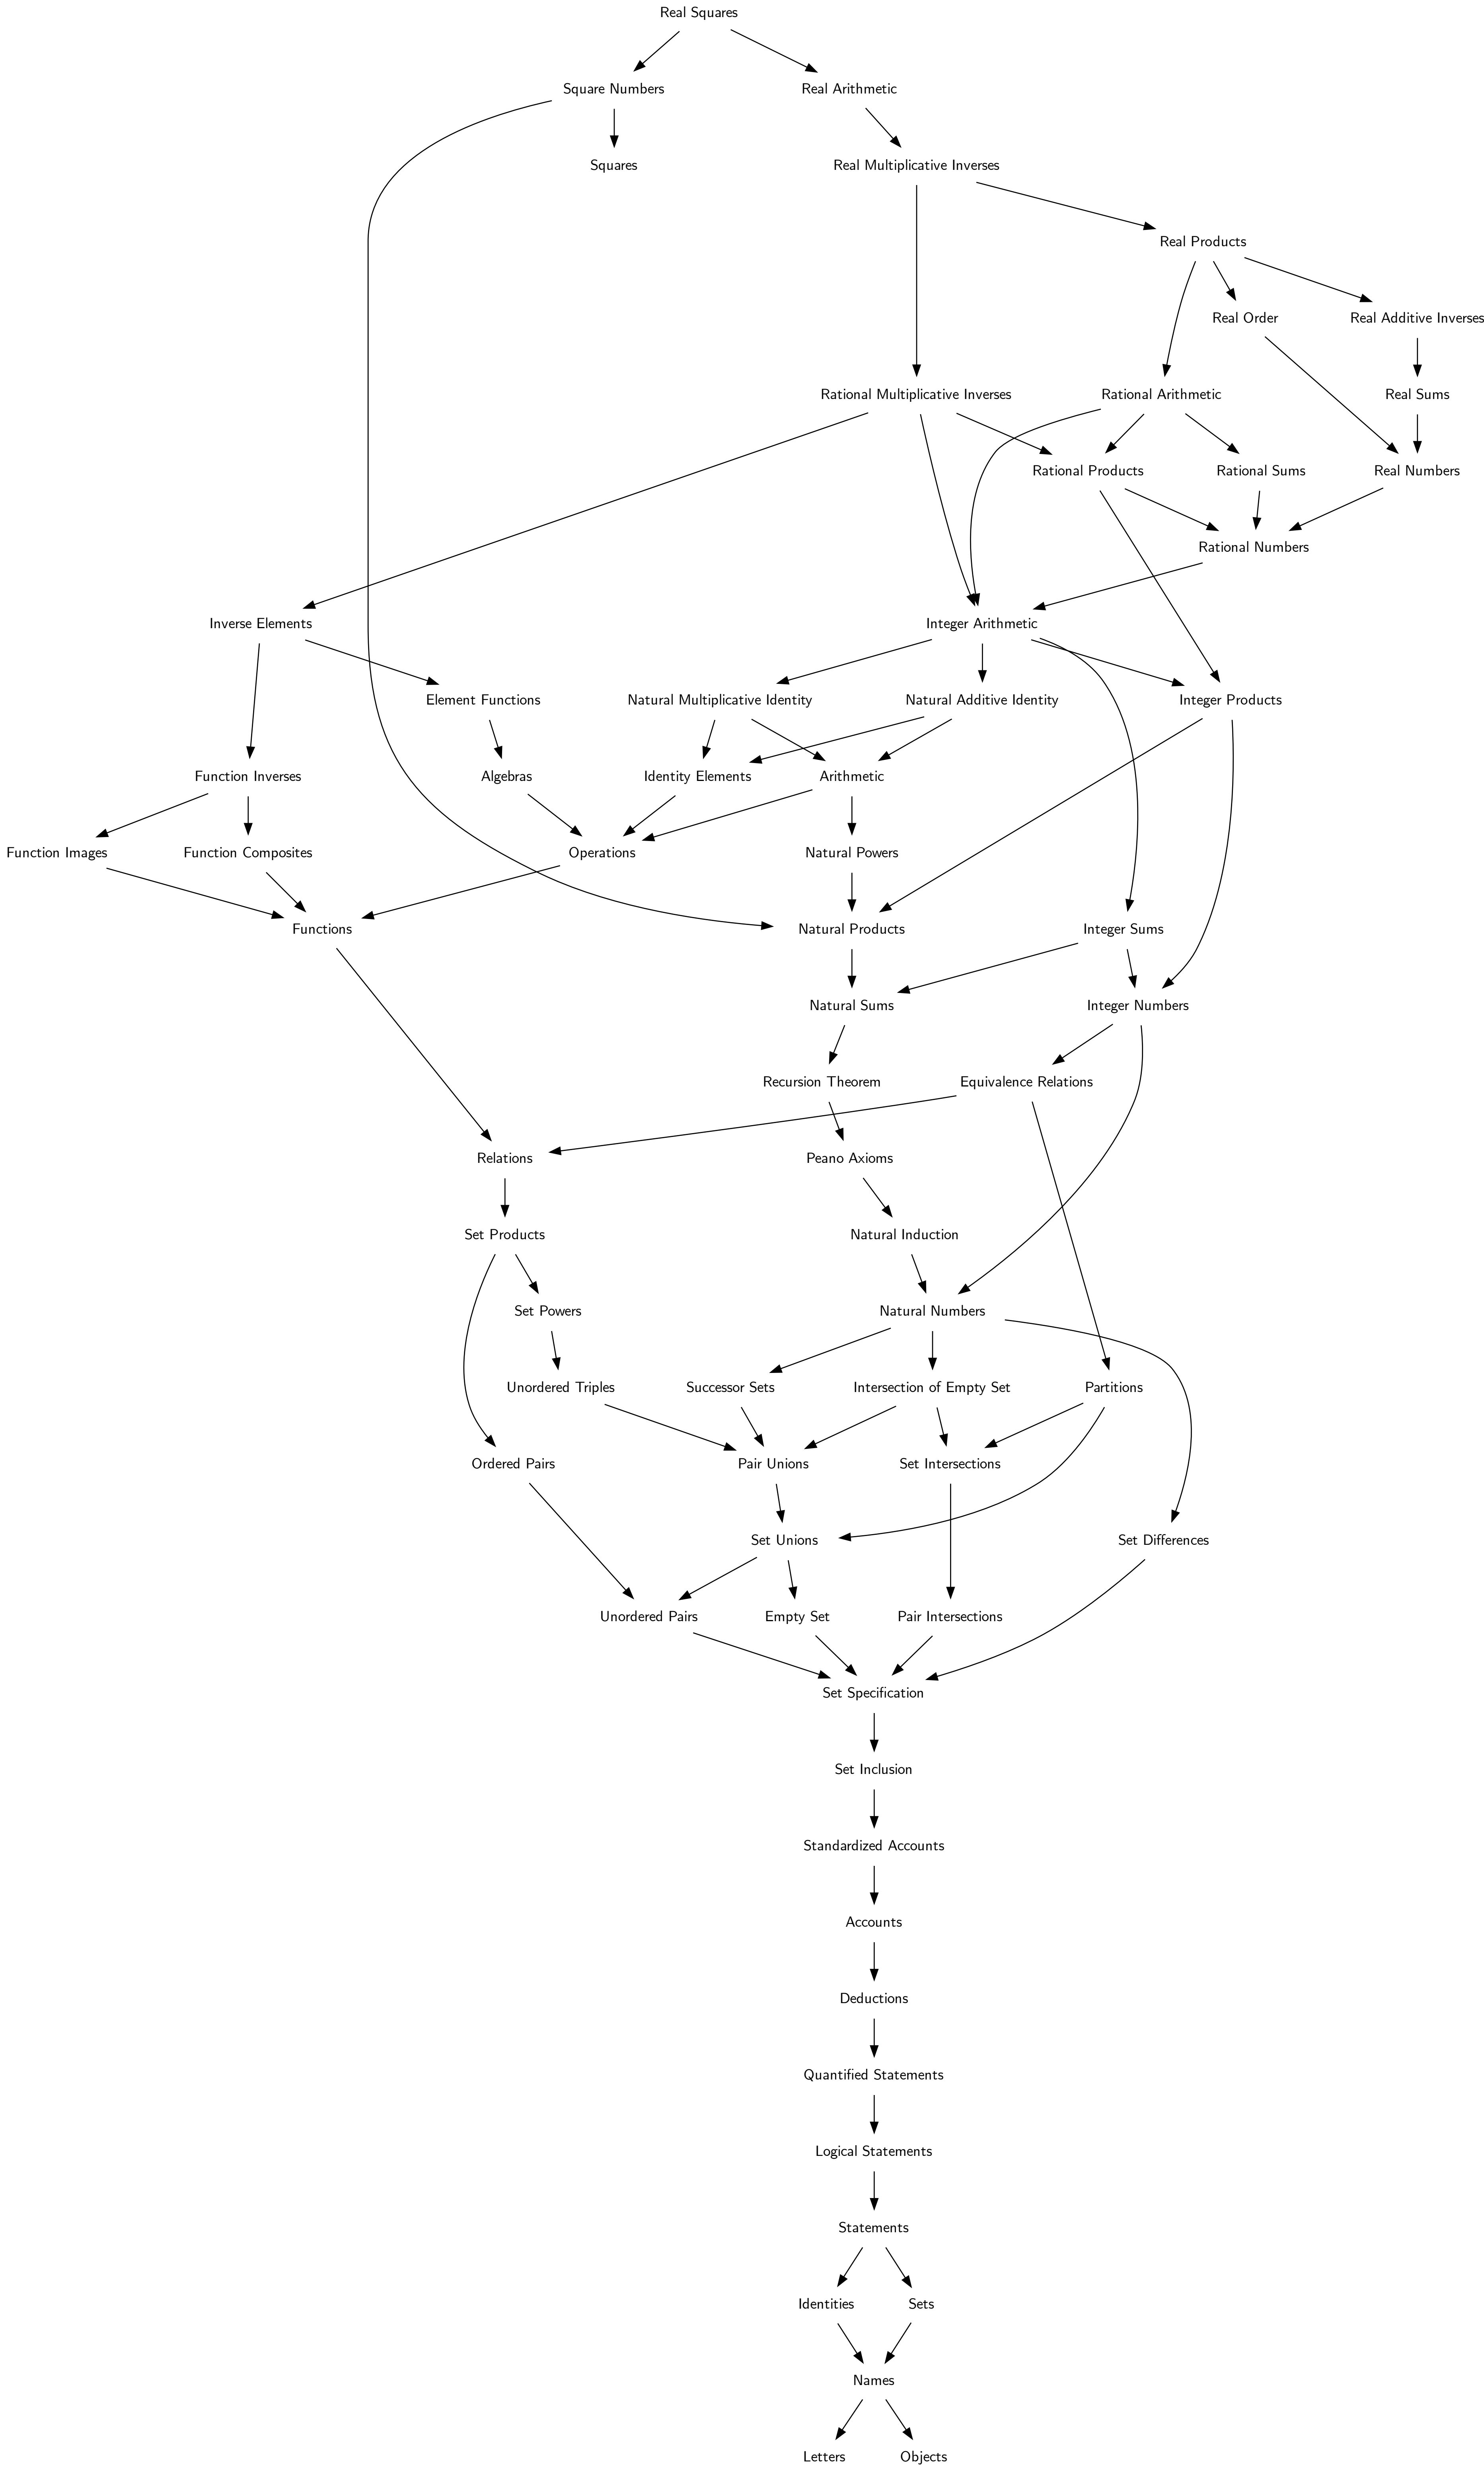 Real Squares
Square Numbers
Real Arithmetic
Squares
Real Multiplicative Inverses
Real Products
Real Order
Real Additive Inverses
Rational Multiplicative Inverses
Rational Arithmetic
Real Sums
Rational Products
Rational Sums
Real Numbers
Rational Numbers
Inverse Elements
Integer Arithmetic
Element Functions
Natural Multiplicative Identity
Natural Additive Identity
Integer Products
Function Inverses
Algebras
Identity Elements
Arithmetic
Function Images
Function Composites
Operations
Natural Powers
Functions
Natural Products
Integer Sums
Natural Sums
Integer Numbers
Recursion Theorem
Equivalence Relations
Relations
Peano Axioms
Set Products
Natural Induction
Set Powers
Natural Numbers
Unordered Triples
Successor Sets
Intersection of Empty Set
Partitions
Ordered Pairs
Pair Unions
Set Intersections
Set Unions
Set Differences
Unordered Pairs
Empty Set
Pair Intersections
Set Specification
Set Inclusion
Standardized Accounts
Accounts
Deductions
Quantified Statements
Logical Statements
Statements
Identities
Sets
Names
Letters
Objects